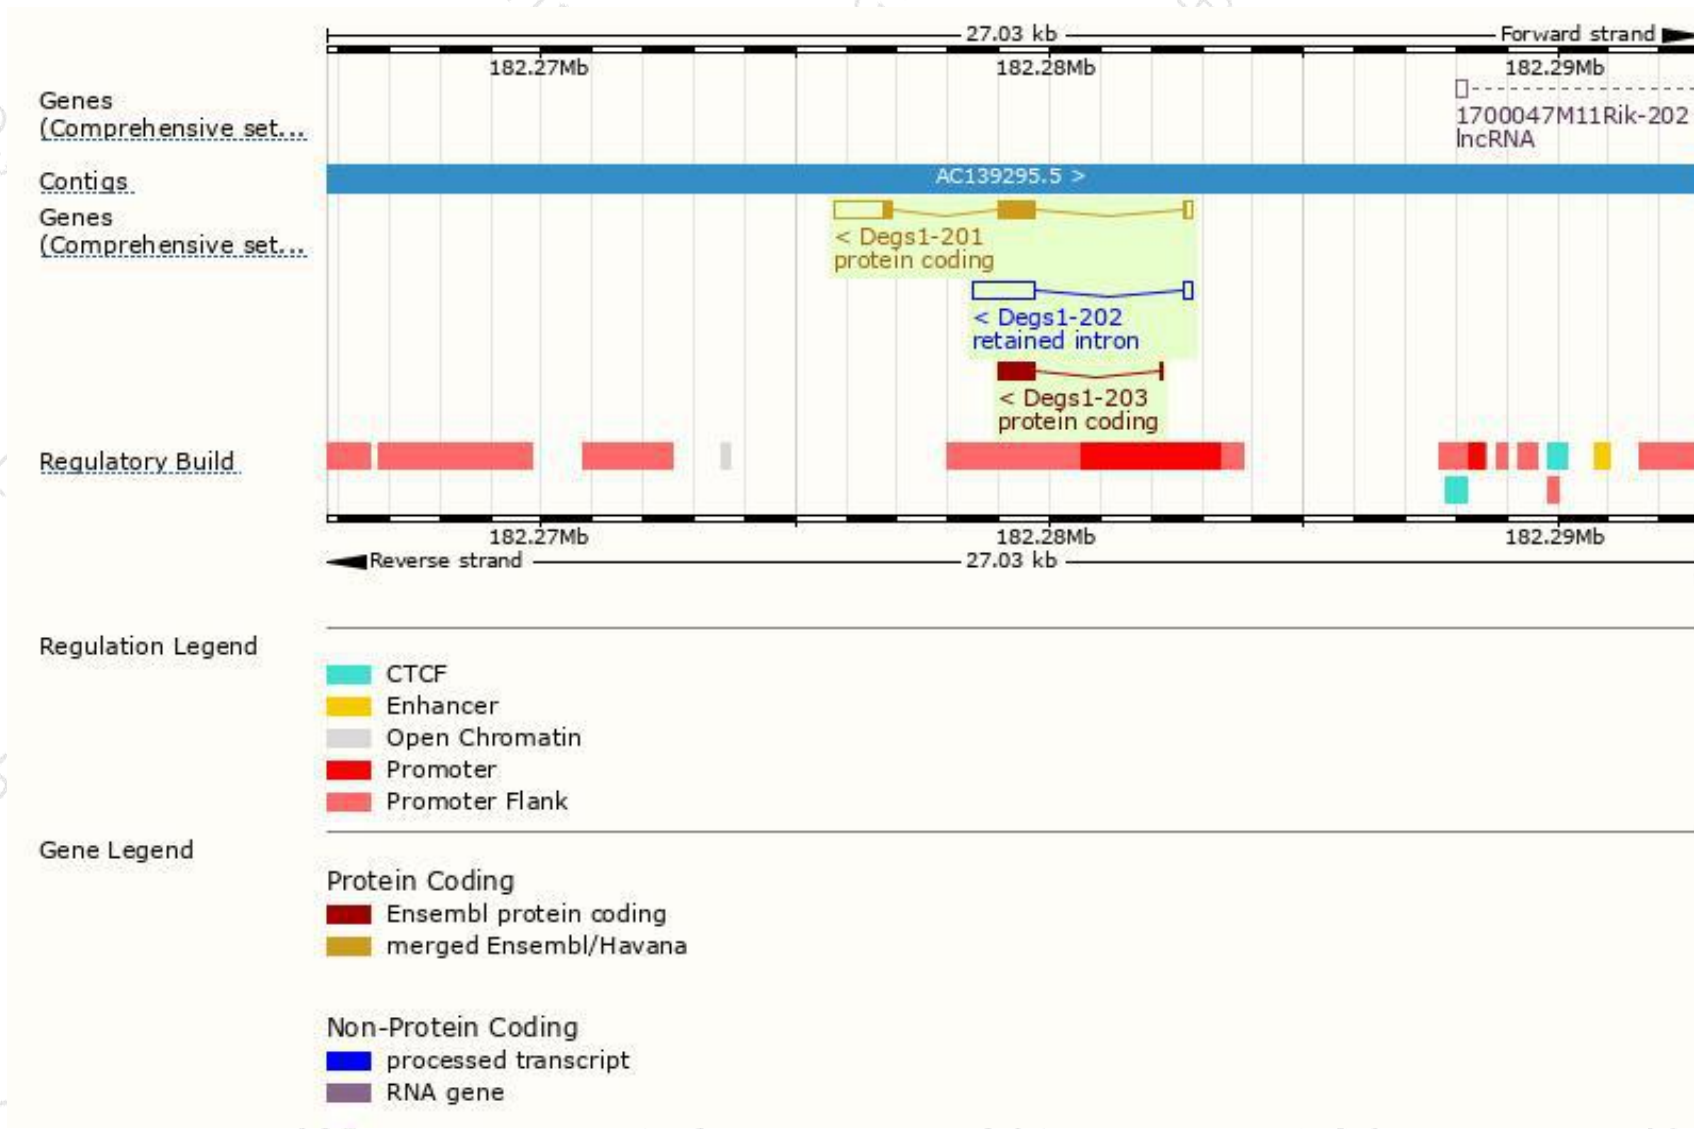 27.03 kb
Forward strand
182.27Mb 182.28Mb 182.29Mb
Genes
(Comprehensive set...
1700047M11Rik-202
lncRNA
Contigs
AC139295.5 >
Genes
(Comprehensive set...
< Degs1-201
protein coding
< Degs1-202
retained intron
< Degs1-203
protein coding
Regulatory Build
182.27Mb 182.28Mb 182.29Mb
Reverse strand
27.03 kb
Regulation Legend
CTCF
Enhancer
Open Chromatin
Promoter
Promoter Flank
Gene Legend
Protein Coding
Ensembl protein coding
merged Ensembl/Havana
Non-Protein Coding
processed transcript
RNA gene